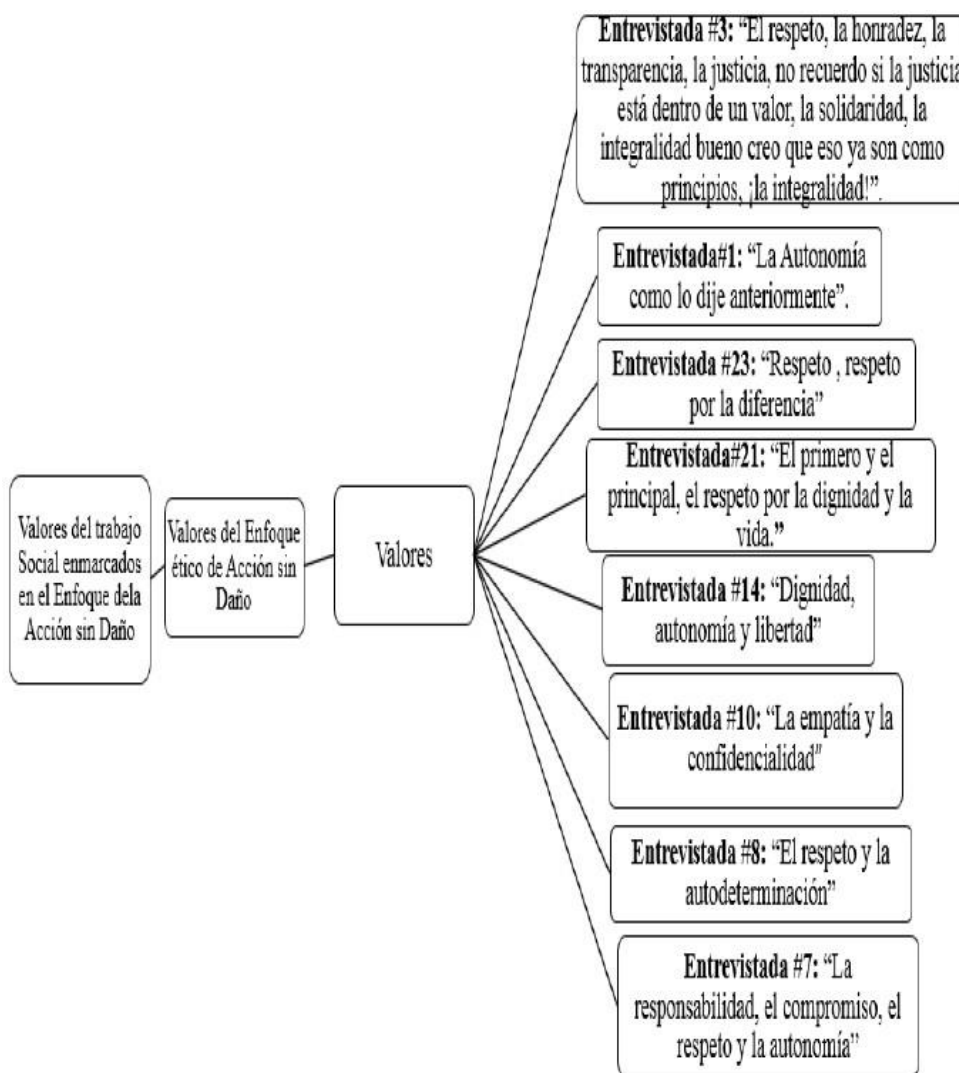 Valores del trabajo
Social enmarcados
en el Enfoque dela
Acción sin Daño
Valores del Enfoque
ético de Acción sin
Daño
Valores
Entrevistada #3: “El respeto, la honradez, la
transparencia, la justicia, no recuerdo si la justicia
está dentro de un valor, la solidaridad, la
integralidad bueno creo que eso ya son como
principios, ¡la integralidad!”.
Entrevistada#1: “La Autonomía
como lo dije anteriormente”.
Entrevistada #23: “Respeto , respeto
por la diferencia”
Entrevistada#21: “El primero y el
principal, el respeto por la dignidad y la
vida.”
Entrevistada #14: “Dignidad,
autonomía y libertad”
Entrevistada #10: “La empatía y la
confidencialidad”
Entrevistada #8: “El respeto y la
autodeterminación”
Entrevistada #7: “La
responsabilidad, el compromiso, el
respeto y la autonomía”